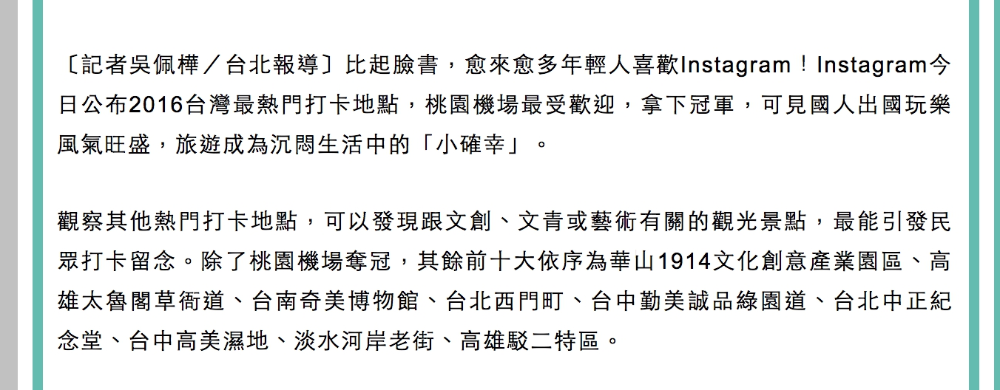 〔記者吳佩樺／台北報導〕比起臉書，愈來愈多年輕人喜歡Instagram！Instagram今
日公布2016台灣最熱門打卡地點，桃園機場最受歡迎，拿下冠軍，可見國人出國玩樂
風氣旺盛，旅遊成為沉悶生活中的「小確幸」。
觀察其他熱門打卡地點，可以發現跟文創、文青或藝術有關的觀光景點，最能引發民
眾打卡留念。除了桃園機場奪冠，其餘前十大依序為華山1914文化創意產業園區、高
雄太魯閣草衙道、台南奇美博物館、台北西門町、台中勤美誠品綠園道、台北中正紀
念堂、台中高美濕地、淡水河岸老街、高雄駁二特區。